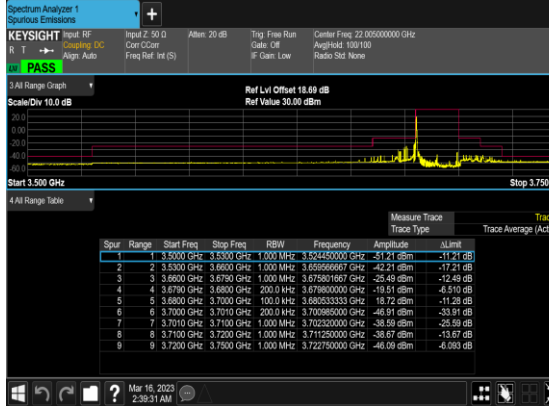 Spectrum Analyzer 1
Spurious Emissions
KEYSIGHT Input: RF Input Z: 50 Ω Atten: 20 dB Trig: Free Run Center Freq: 22.005000000 GHz
R T Coupling: DC Corr CCorr Gate: Off Avg|Hold: 100/100
Align: Auto Freq Ref: Int (S) IF Gain: Low Radio Std: None
PASS
3 All Range Graph
Ref Lvl Offset 18.69 dB
Scale/Div 10.0 dB Ref Value 30.00 dBm
20.0
0.00
-20.0
-40.0
-60.0
Start 3.500 GHz Stop 3.750
4 All Range Table
Measure Trace Trac
Trace Type Trace Average (Act
Spur Range Start Freq Stop Freq RBW Frequency Amplitude ΔLimit
1 1 3.5000 GHz 3.5300 GHz 1.000 MHz 3.524450000 GHz -51.21 dBm -11.21 dB
2 2 3.5300 GHz 3.6600 GHz 1.000 MHz 3.659566667 GHz -42.21 dBm -17.21 dB
3 3 3.6600 GHz 3.6790 GHz 1.000 MHz 3.675801667 GHz -25.49 dBm -12.49 dB
4 4 3.6790 GHz 3.6800 GHz 200.0 kHz 3.679800000 GHz -19.51 dBm -6.510 dB
5 5 3.6800 GHz 3.7000 GHz 100.0 kHz 3.680533333 GHz 18.72 dBm -11.28 dB
6 6 3.7000 GHz 3.7010 GHz 200.0 kHz 3.700985000 GHz -46.91 dBm -33.91 dB
7 7 3.7010 GHz 3.7100 GHz 1.000 MHz 3.702320000 GHz -38.59 dBm -25.59 dB
8 8 3.7100 GHz 3.7200 GHz 1.000 MHz 3.711250000 GHz -38.67 dBm -13.67 dB
9 9 3.7200 GHz 3.7500 GHz 1.000 MHz 3.722750000 GHz -46.09 dBm -6.093 dB
Mar 16, 2023
2:39:31 AM